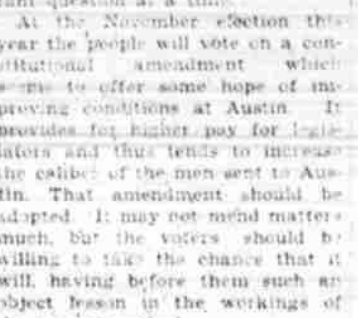 question at a time.
At the November election this
year the people will vote on a con-
stitutional amendment which
seems to offer some hope of im-
proving conditions at Austin. It
provides for higher pay for legis-
lators and thus tends to increase
the caliber of the men sent to Aus-
tin. That amendment should be
adopted. It may not mend matters
much, but the voters should be
willing to take the chance that it
will, having before them such an
object lesson in the workings of